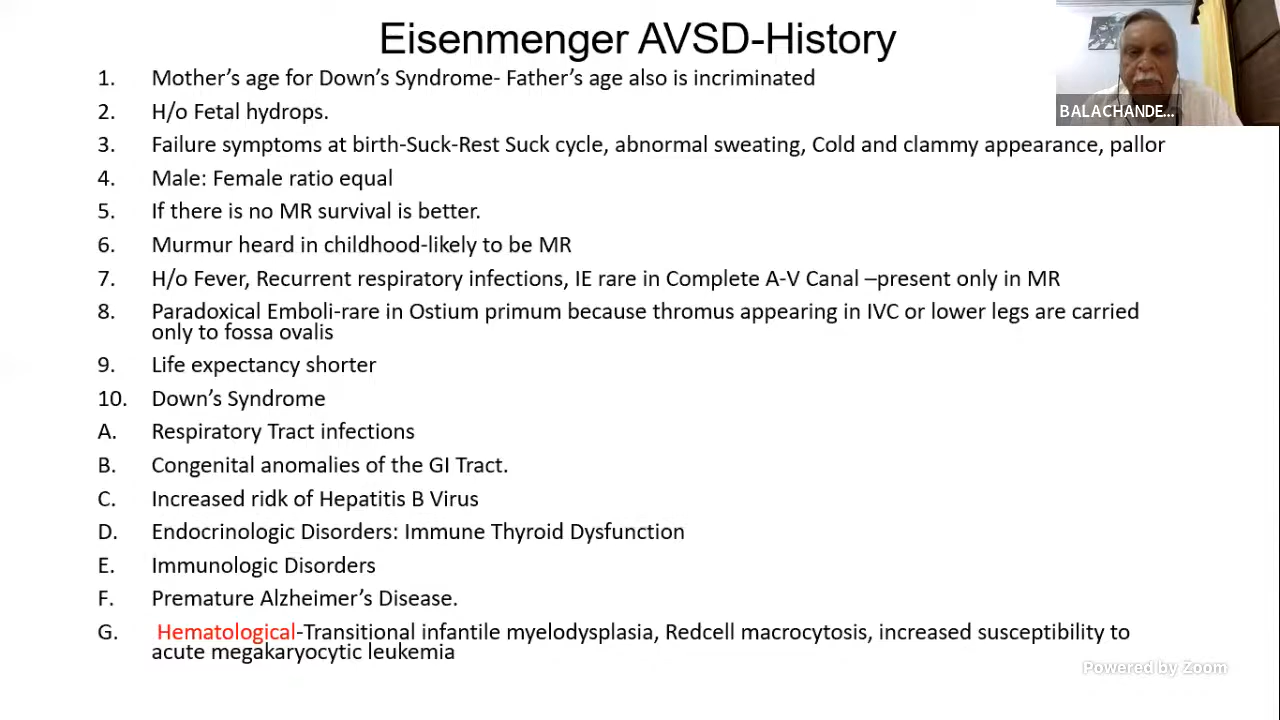 Eisenmenger AVSD-History
1. Mother's age for Down's Syndrome- Father's age also is incriminated
2. H/o Fetal hydrops.
3. Failure symptoms at birth-Suck-Rest Suck cycle, abnormal sweating, Cold and clammy appearance, pallor
4. Male: Female ratio equal
5. If there is no MR survival is better.
6. Murmur heard in childhood-likely to be MR
7. H/o Fever, Recurrent respiratory infections, IE rare in Complete A-V Canal –present only in MR
8. Paradoxical Emboli-rare in Ostium primum because thromus appearing in IVC or lower legs are carried
only to fossa ovalis
9. Life expectancy shorter
10. Down's Syndrome
A. Respiratory Tract infections
B. Congenital anomalies of the GI Tract.
C. Increased ridk of Hepatitis B Virus
D. Endocrinologic Disorders: Immune Thyroid Dysfunction
E. Immunologic Disorders
F. Premature Alzheimer's Disease.
G. Hematological-Transitional infantile myelodysplasia, Redcell macrocytosis, increased susceptibility to
acute megakaryocytic leukemia
BALACHANDE...
Powered by Zoom